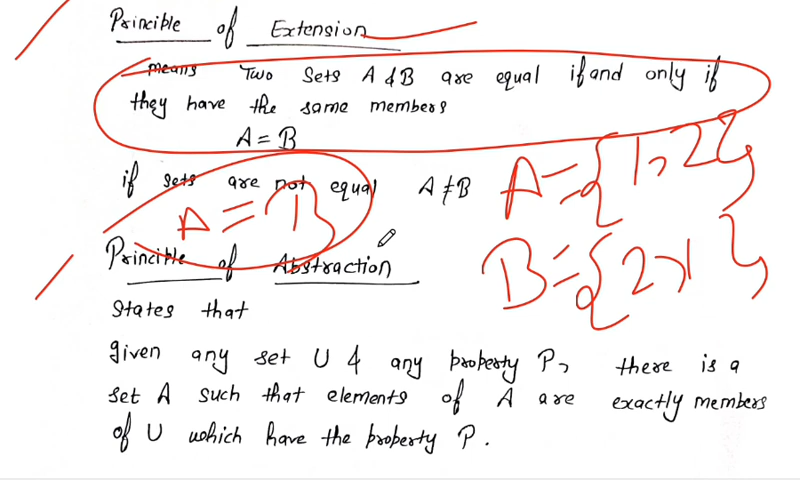 Principle of Extension
means Two Sets A & B are equal if and only if
they have the same members
A = B
if sets are not equal A ≠ B
A = {1, 2}
A = B
B = {2, 1}
Principle of Abstraction
States that
given any set U & any property P, there is a
set A such that elements of A are exactly members
of U which have the property P.